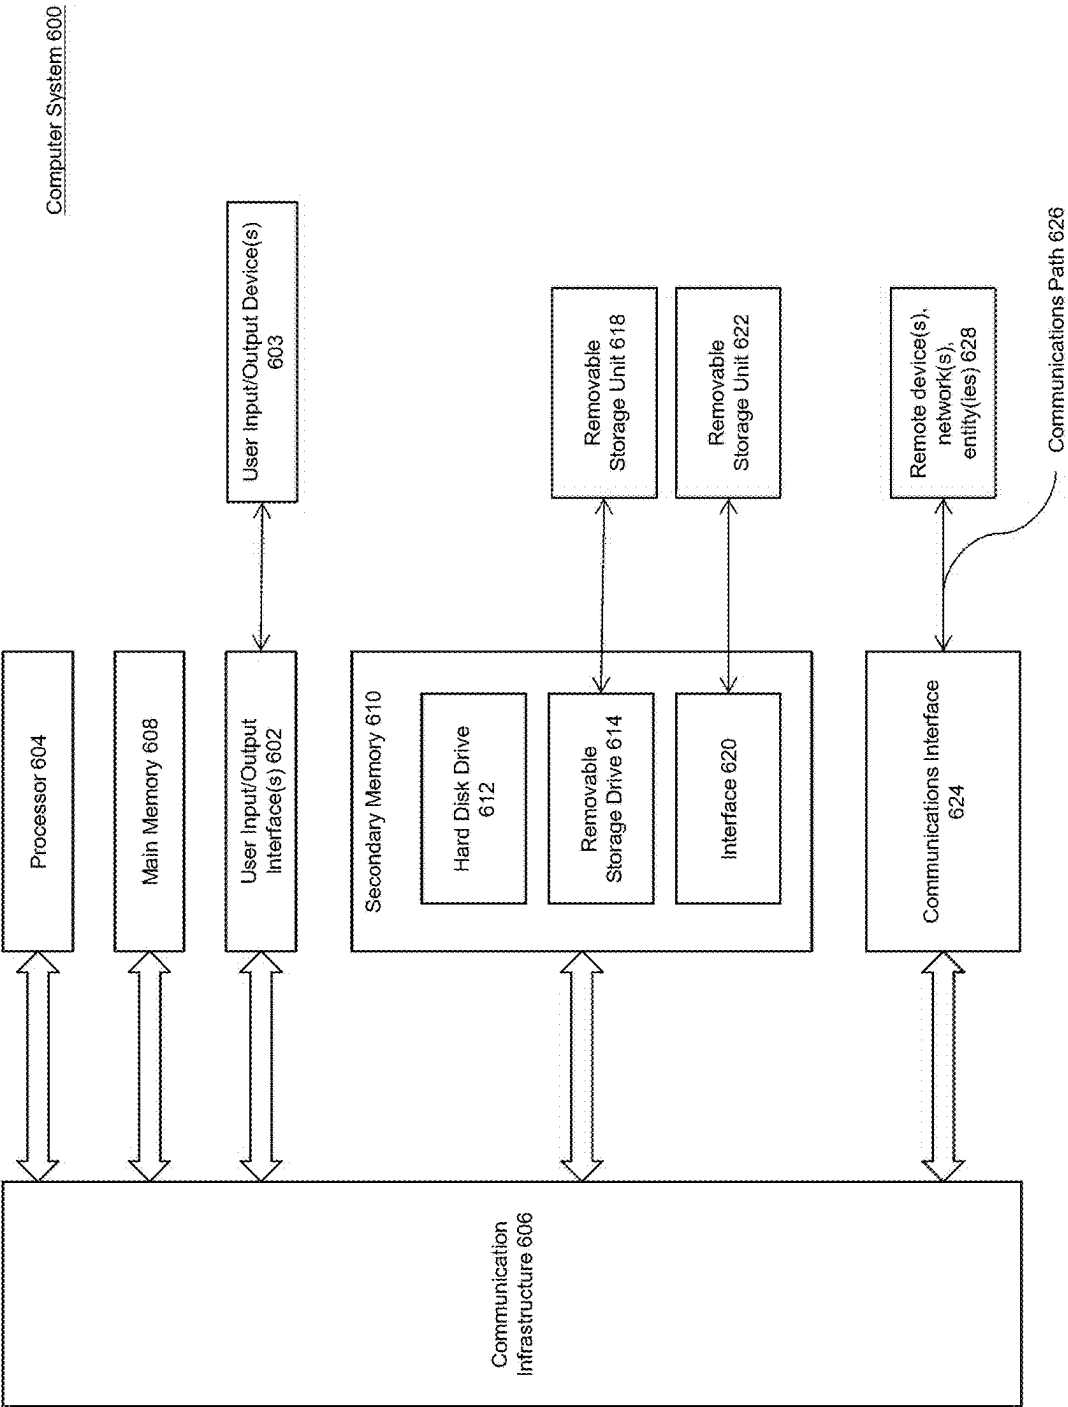 Computer System 600
Processor 604
Main Memory 608
User Input/Output
Interface(s) 602
User Input/Output Device(s)
603
Secondary Memory 610
Hard Disk Drive
612
Removable
Storage Drive 614
Removable
Storage Unit 618
Interface 620
Removable
Storage Unit 622
Communications Interface
624
Remote device(s),
network(s),
entity(ies) 628
Communications Path 626
Communication
Infrastructure 606